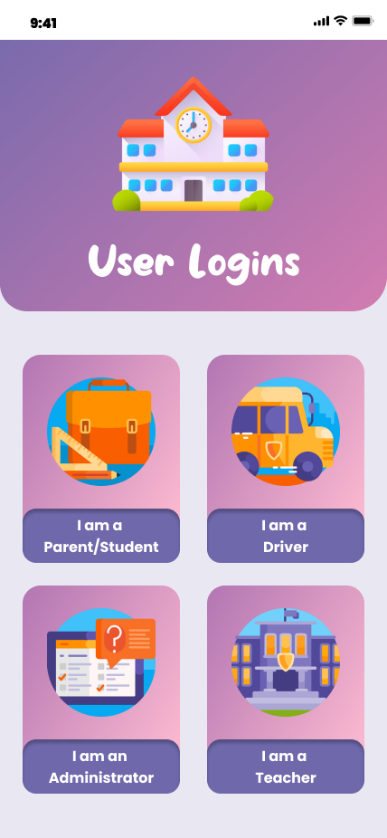 9:41
User Logins
I am a
Parent/Student
I am a
Driver
I am an
Administrator
I am a
Teacher